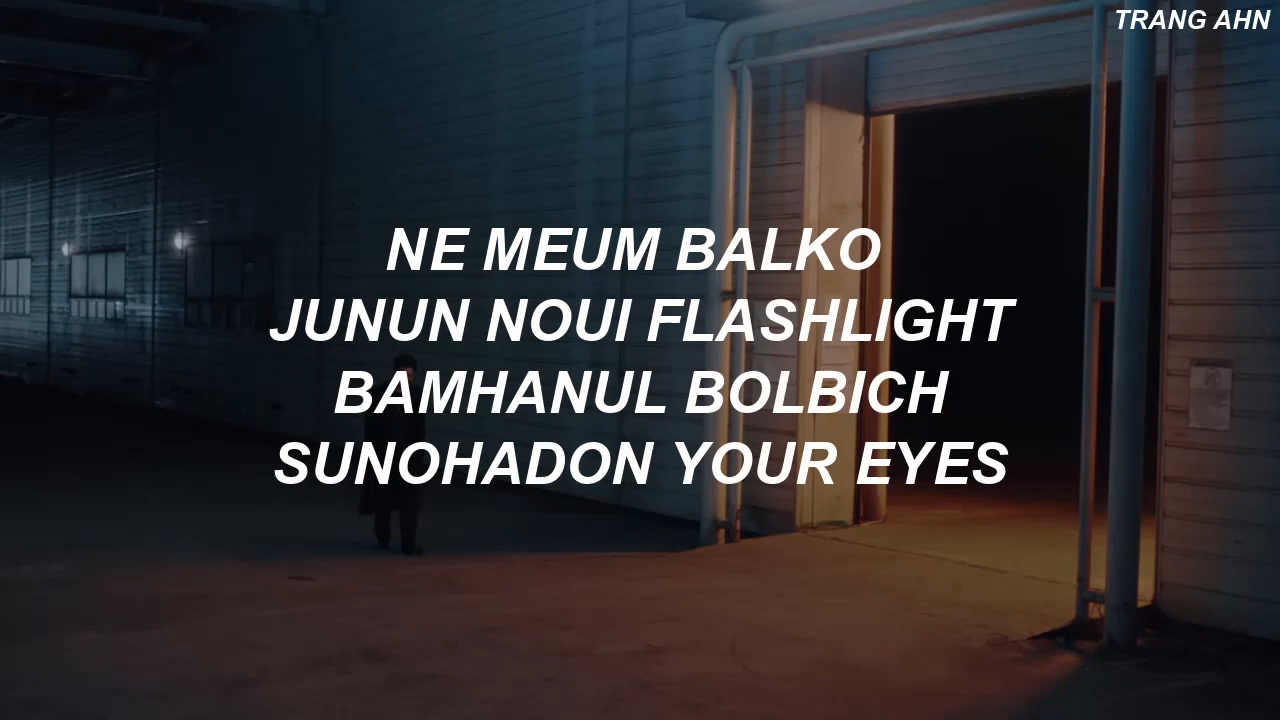 TRANG AHN
NE MEUM BALKO
JUNUN NOUI FLASHLIGHT
BAMHANUL BOLBICH
SUNOHADON YOUR EYES